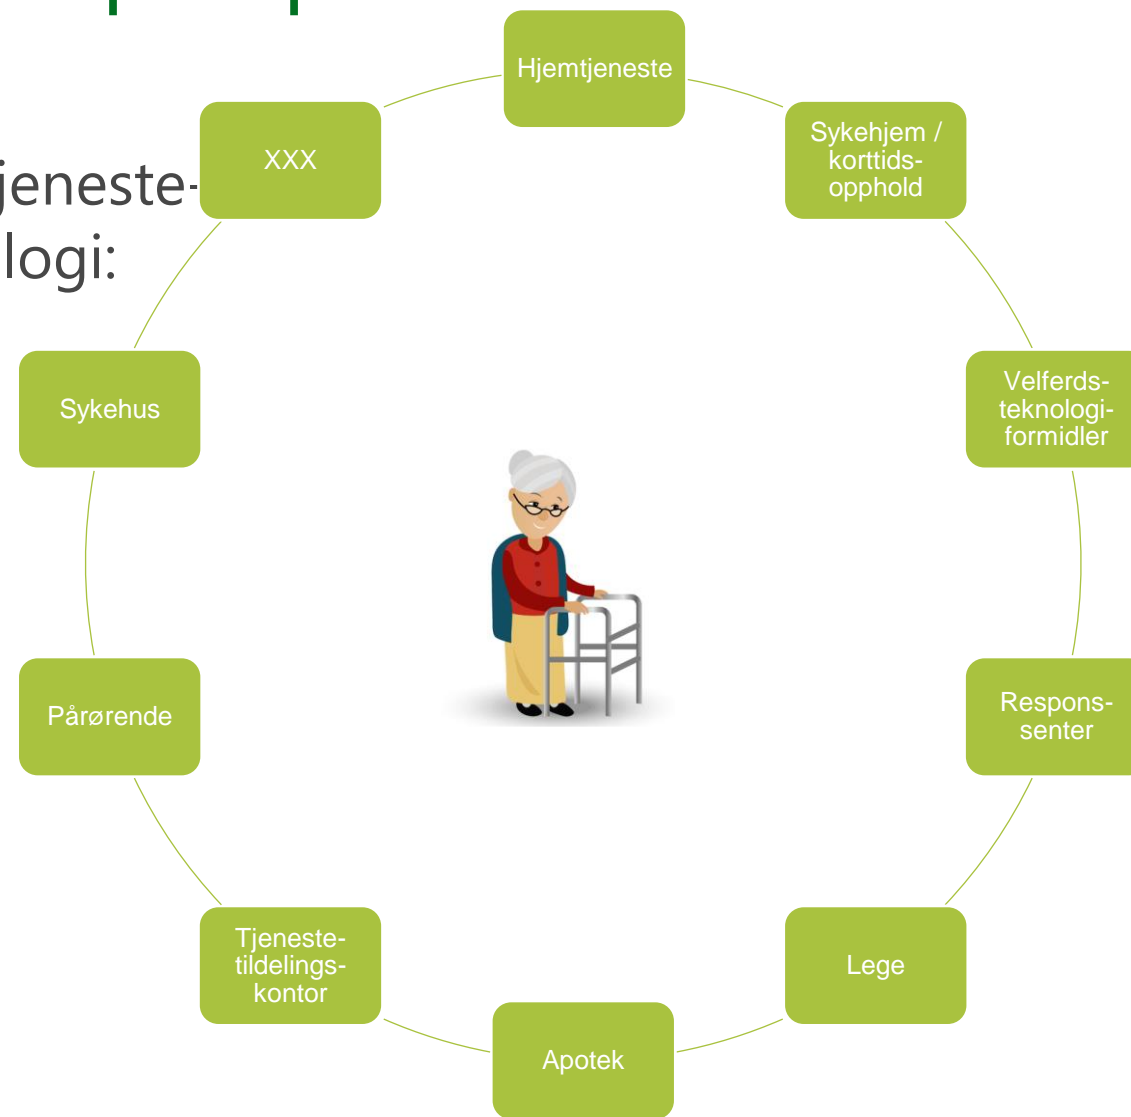 jeneste-
logi:
Hjemtjeneste
Sykehjem /
korttids-
opphold
Velferds-
teknologi-
formidler
Respons-
senter
Lege
Apotek
Tjeneste-
tildelings-
kontor
Pårørende
Sykehus
XXX